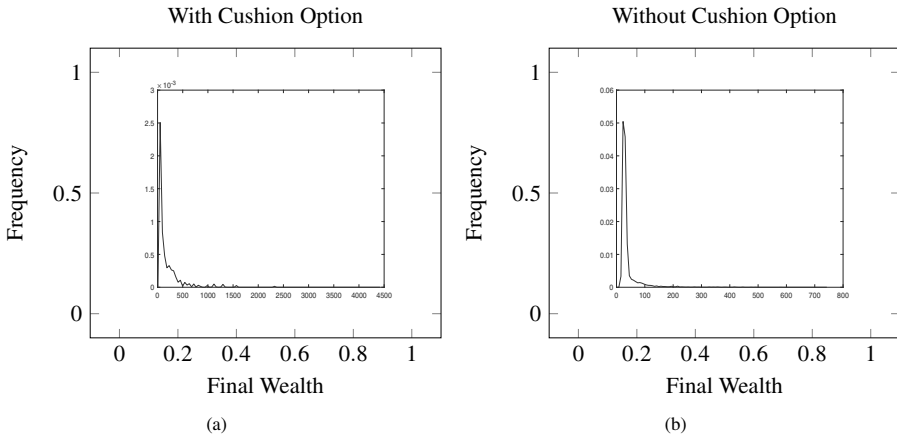 With Cushion Option
Without Cushion Option
1
0.5
0
Frequency
× 10⁻³
3
2.5
2
1.5
1
0.5
0
0 500 1000 1500 2000 2500 3000 3500 4000 4500
0 0.2 0.4 0.6 0.8 1
Final Wealth
(a)
1
0.5
0
Frequency
0.06
0.05
0.04
0.03
0.02
0.01
0
0 100 200 300 400 500 600 700 800
0 0.2 0.4 0.6 0.8 1
Final Wealth
(b)